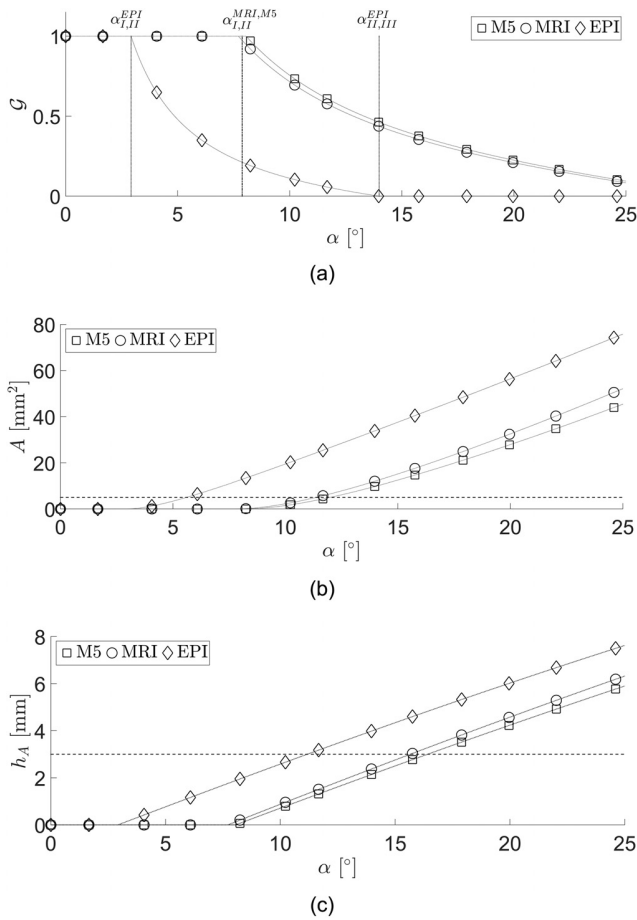 α^{EPI}_{I,II} α^{MRI,M5}_{I,II} α^{EPI}_{II,III}
□ M5 ○ MRI ◇ EPI
1
0.5
0
𝒢
0 5 10 15 20 25
α [°]
(a)
80
60
40
20
0
A [mm²]
□ M5 ○ MRI ◇ EPI
0 5 10 15 20 25
α [°]
(b)
8
6
4
2
0
h_A [mm]
□ M5 ○ MRI ◇ EPI
0 5 10 15 20 25
α [°]
(c)